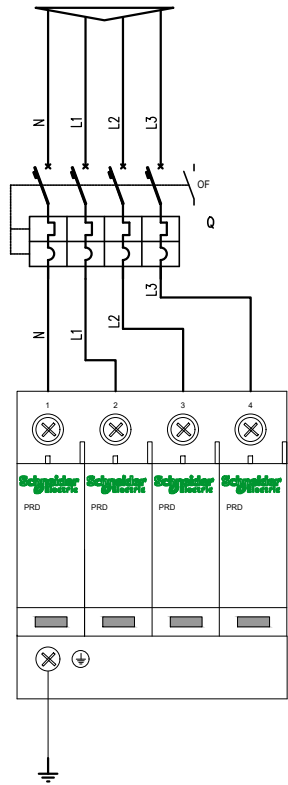 N L1 L2 L3
OF
Q
N L1 L2 L3
1 2 3 4
Schneider Electric Schneider Electric Schneider Electric Schneider Electric
PRD PRD PRD PRD